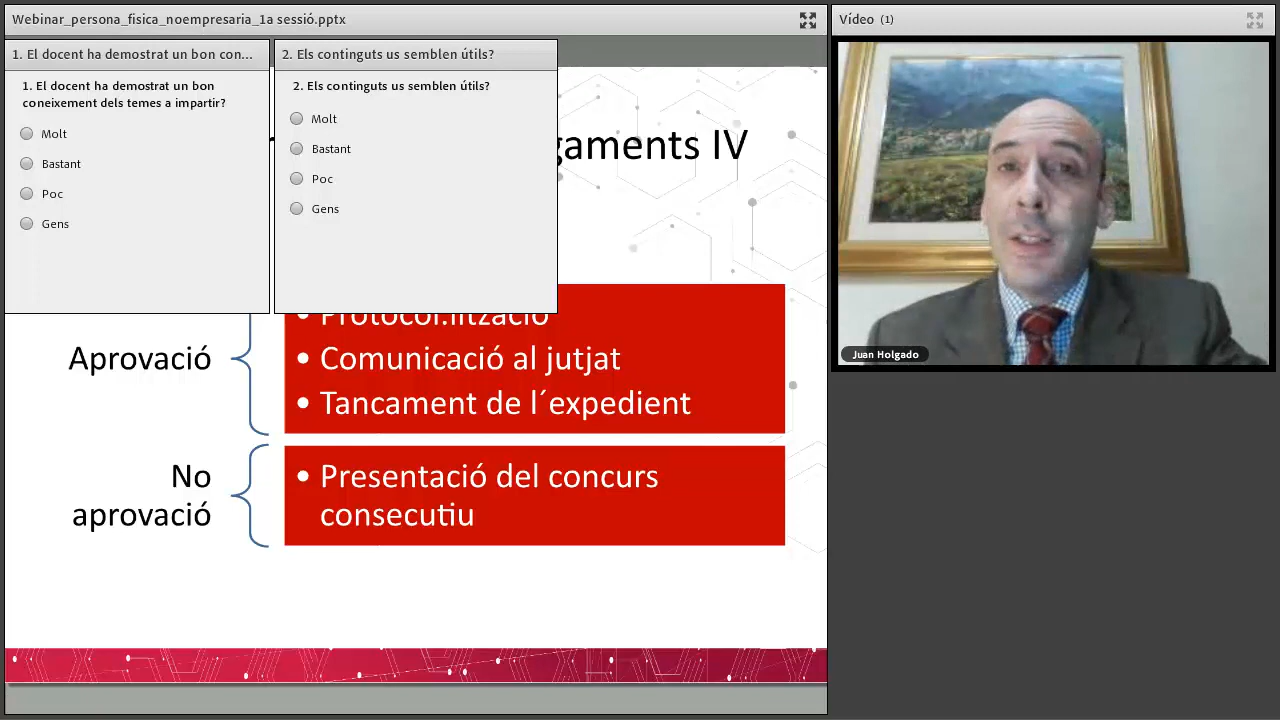 Webinar_persona_fisica_noempresaria_1a sessió.pptx
Vídeo (1)
1. El docent ha demostrat un bon con...
2. Els continguts us semblen útils?
1. El docent ha demostrat un bon
coneixement dels temes a impartir?
Molt
Bastant
Poc
Gens
2. Els continguts us semblen útils?
Molt
Bastant
Poc
Gens
gaments IV
Aprovació
• Protocol.lització
• Comunicació al jutjat
• Tancament de l´expedient
No
aprovació
• Presentació del concurs
consecutiu
Juan Holgado